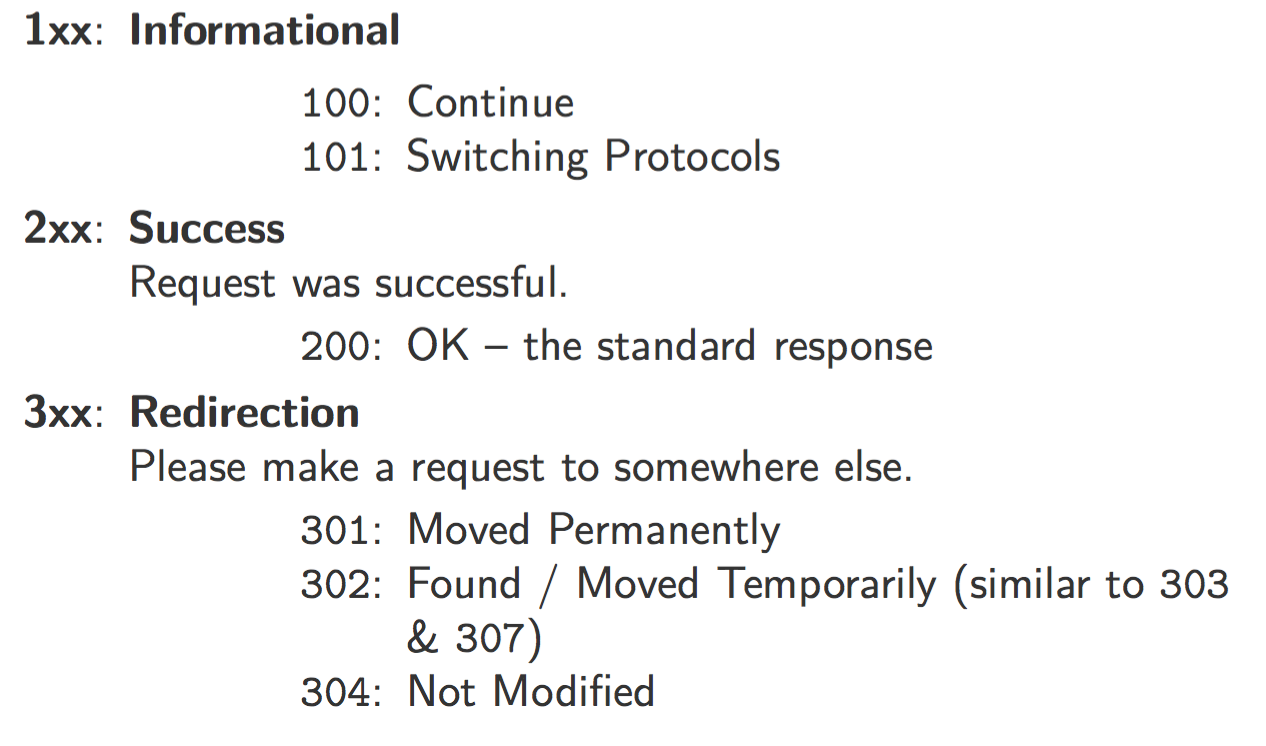 1xx: Informational
100: Continue
101: Switching Protocols
2xx: Success
Request was successful.
200: OK – the standard response
3xx: Redirection
Please make a request to somewhere else.
301: Moved Permanently
302: Found / Moved Temporarily (similar to 303
& 307)
304: Not Modified